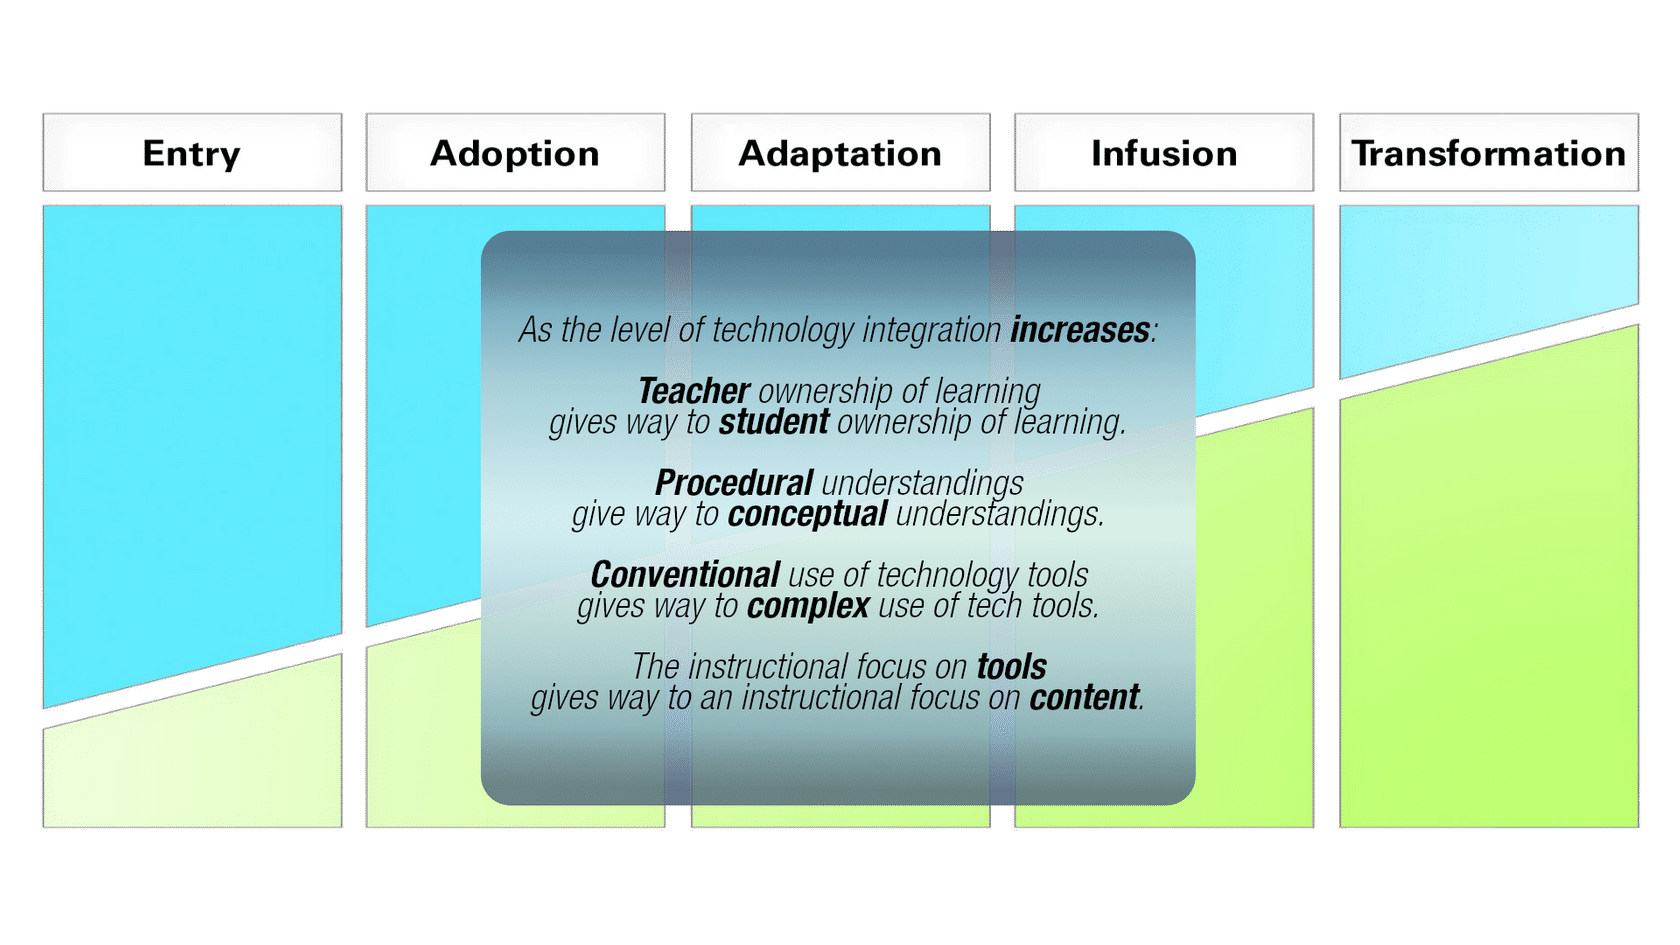 Entry
Adoption
Adaptation
Infusion
Transformation
As the level of technology integration increases:
Teacher ownership of learning
gives way to student ownership of learning.
Procedural understandings
give way to conceptual understandings.
Conventional use of technology tools
gives way to complex use of tech tools.
The instructional focus on tools
gives way to an instructional focus on content.